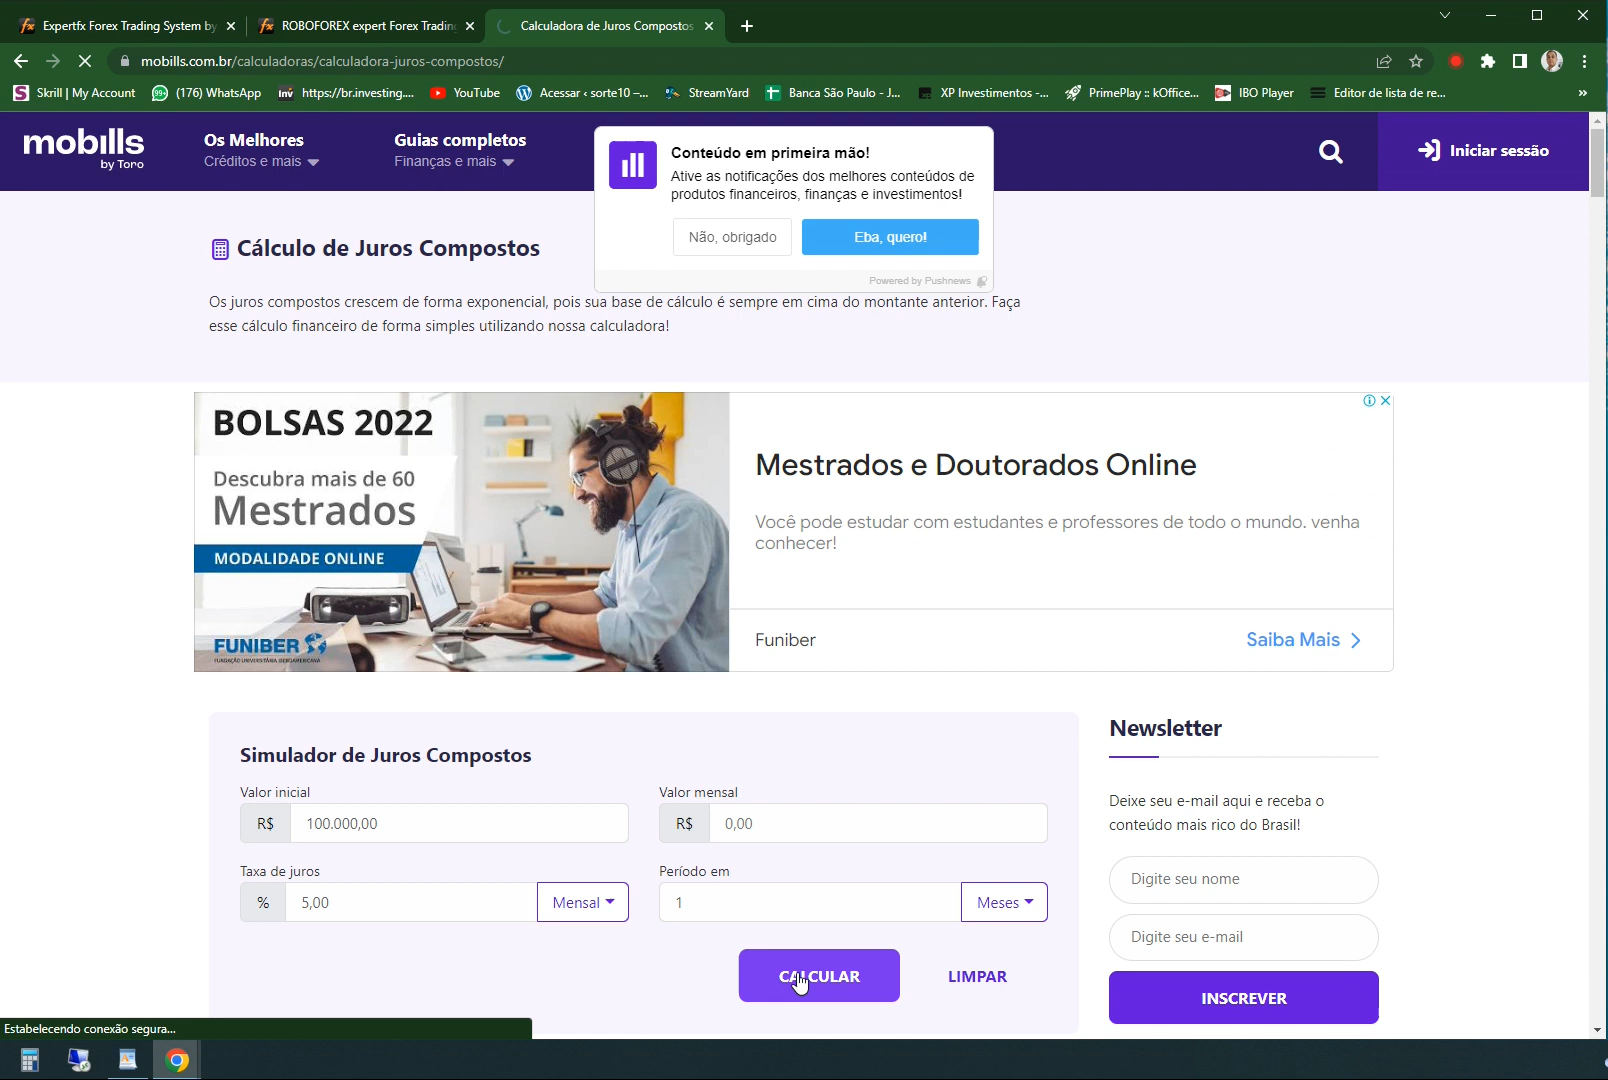 Expertfx Forex Trading System by
ROBOFOREX expert Forex Trading
Calculadora de Juros Compostos
mobills.com.br/calculadoras/calculadora-juros-compostos/
Skrill | My Account
99+
(176) WhatsApp
Inv
https://br.investing....
YouTube
Acessar ‹ sorte10 –...
StreamYard
Banca São Paulo - J...
XP Investimentos -...
PrimePlay :: kOffice...
IBO Player
Editor de lista de re...
»
mobills
by Toro
Os Melhores
Créditos e mais
Guias completos
Finanças e mais
Iniciar sessão
Conteúdo em primeira mão!
Ative as notificações dos melhores conteúdos de
produtos financeiros, finanças e investimentos!
Não, obrigado
Eba, quero!
Powered by Pushnews
Cálculo de Juros Compostos
Os juros compostos crescem de forma exponencial, pois sua base de cálculo é sempre em cima do montante anterior. Faça
esse cálculo financeiro de forma simples utilizando nossa calculadora!
BOLSAS 2022
Descubra mais de 60
Mestrados
MODALIDADE ONLINE
FUNIBER
FUNDAÇÃO UNIVERSITÁRIA IBEROAMERICANA
Mestrados e Doutorados Online
Você pode estudar com estudantes e professores de todo o mundo. venha
conhecer!
Funiber
Saiba Mais
Simulador de Juros Compostos
Valor inicial
R$ 100.000,00
Valor mensal
R$ 0,00
Taxa de juros
% 5,00 Mensal
Período em
1 Meses
CALCULAR
LIMPAR
Newsletter
Deixe seu e-mail aqui e receba o
conteúdo mais rico do Brasil!
Digite seu nome
Digite seu e-mail
INSCREVER
Estabelecendo conexão segura...